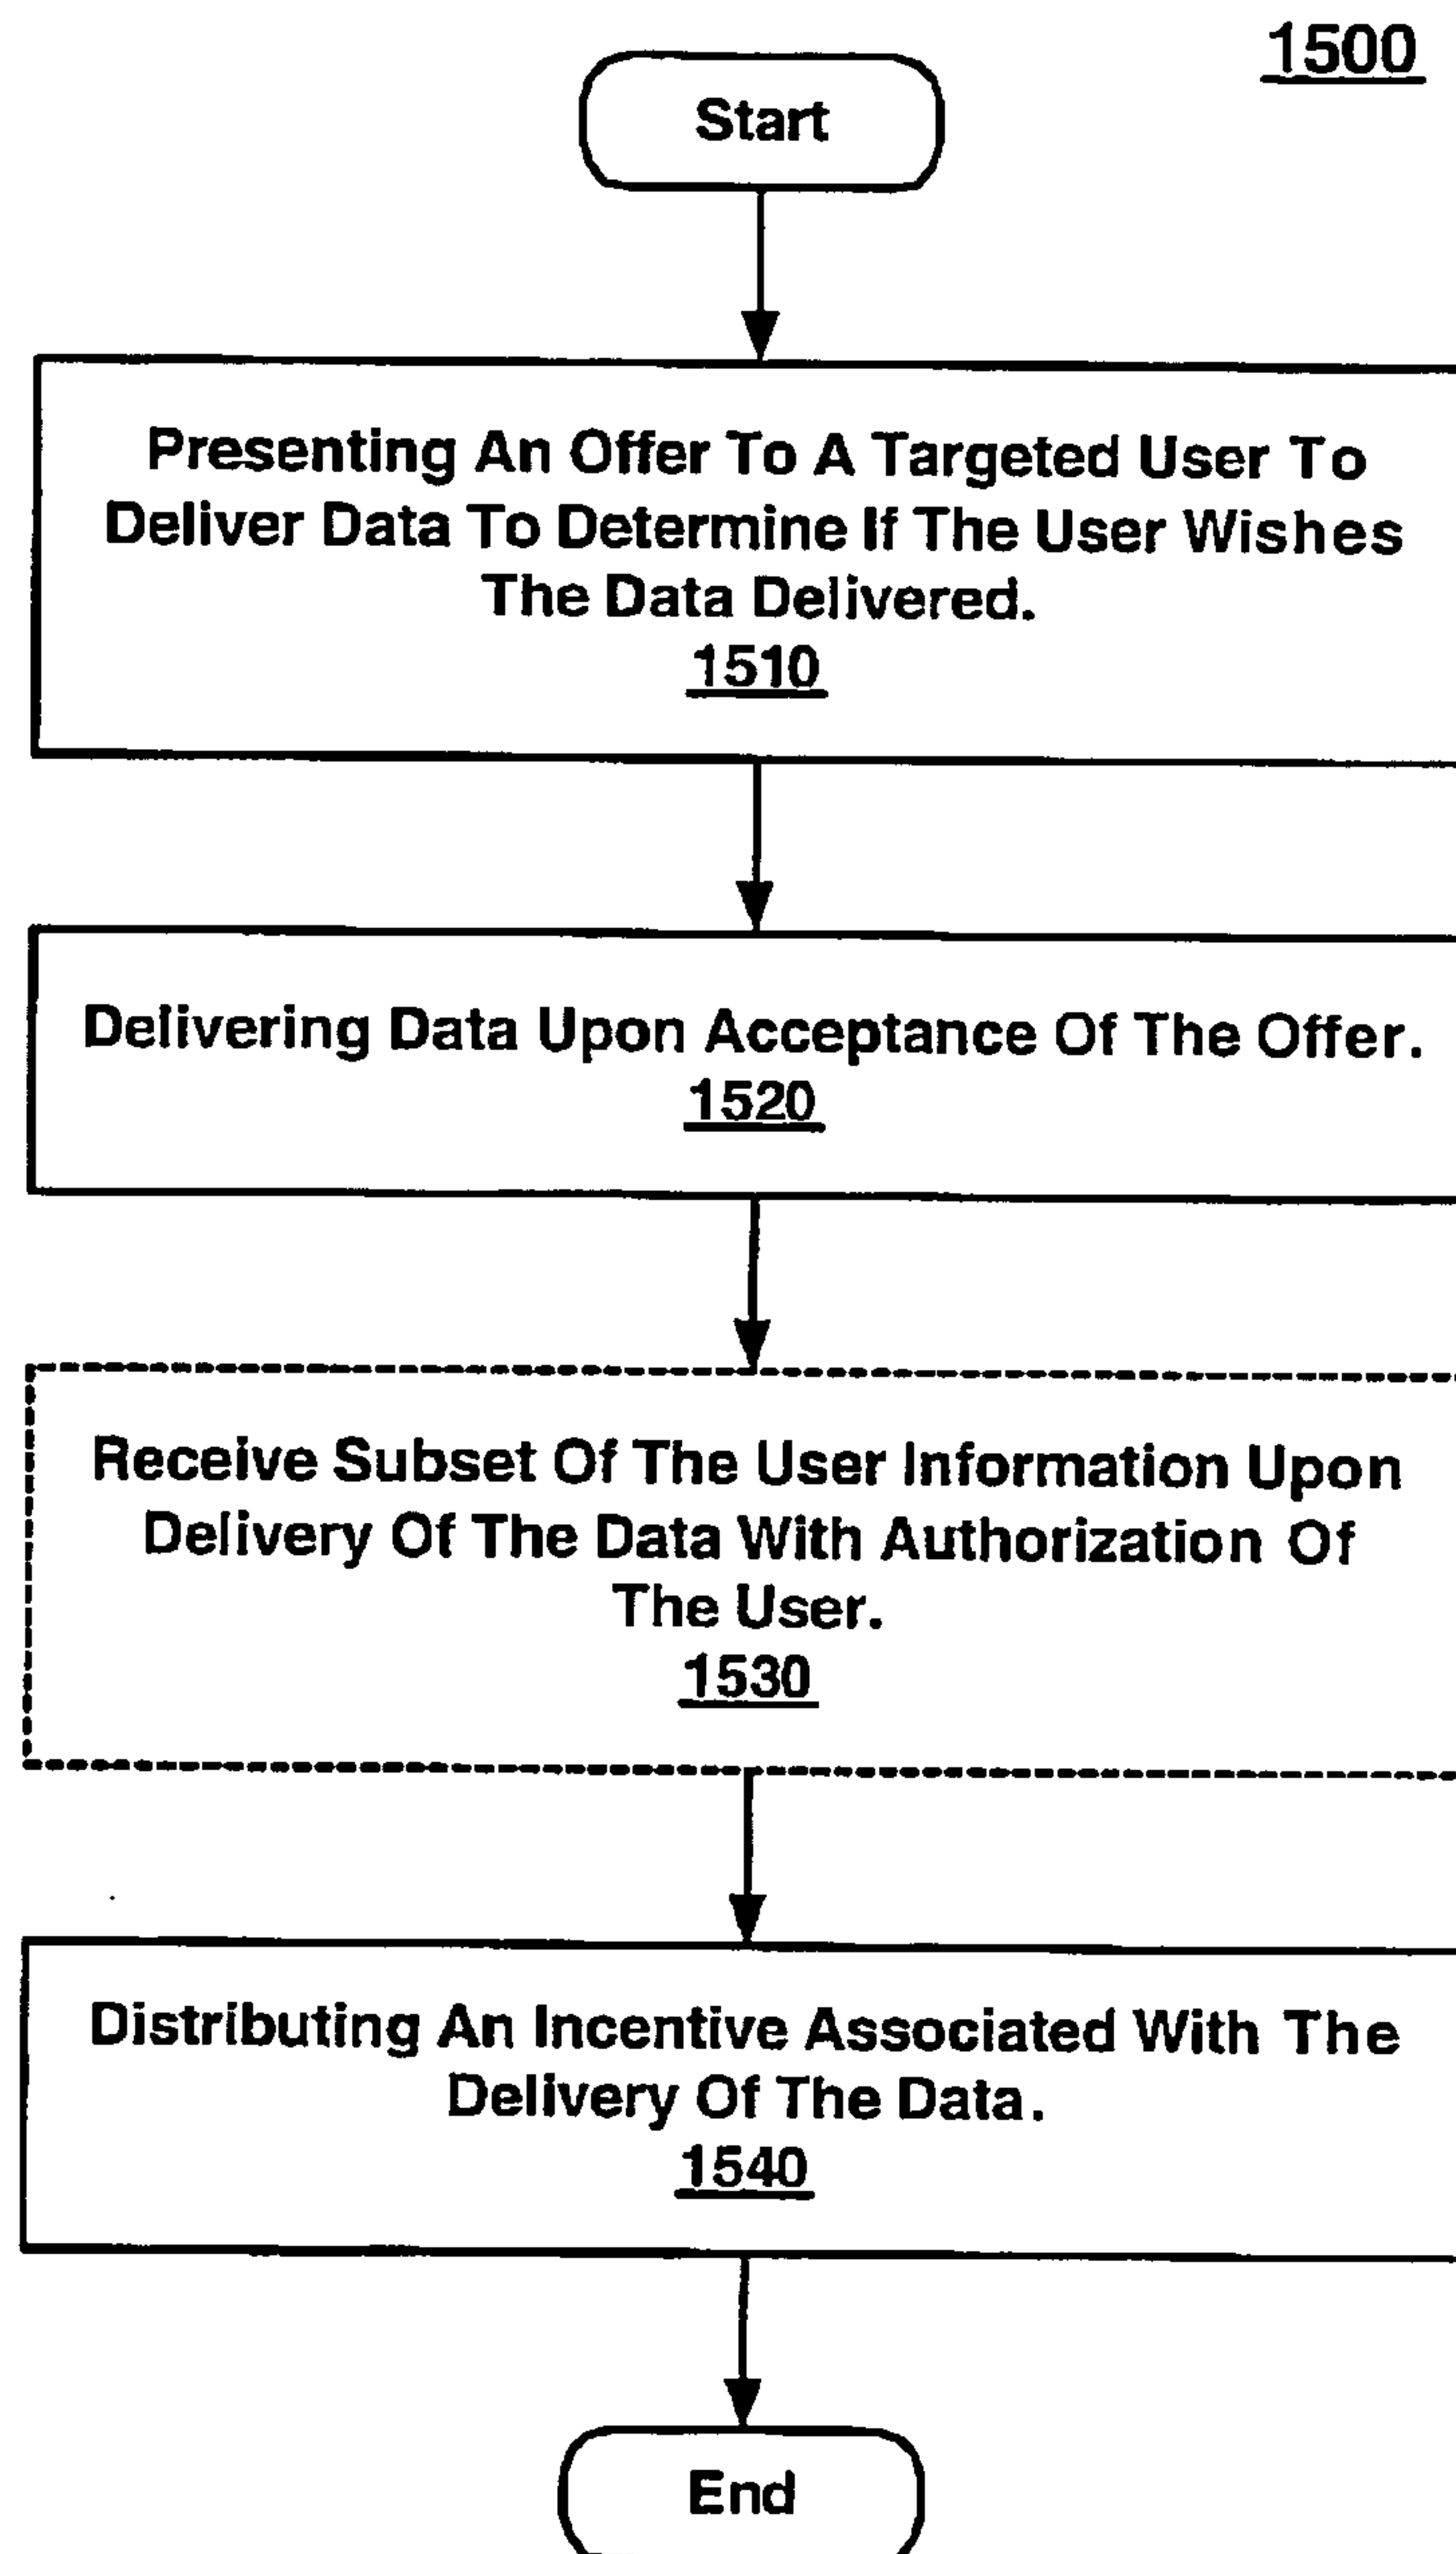 1500
Start
Presenting An Offer To A Targeted User To
Deliver Data To Determine If The User Wishes
The Data Delivered.
1510
Delivering Data Upon Acceptance Of The Offer.
1520
Receive Subset Of The User Information Upon
Delivery Of The Data With Authorization Of
The User.
1530
Distributing An Incentive Associated With The
Delivery Of The Data.
1540
End